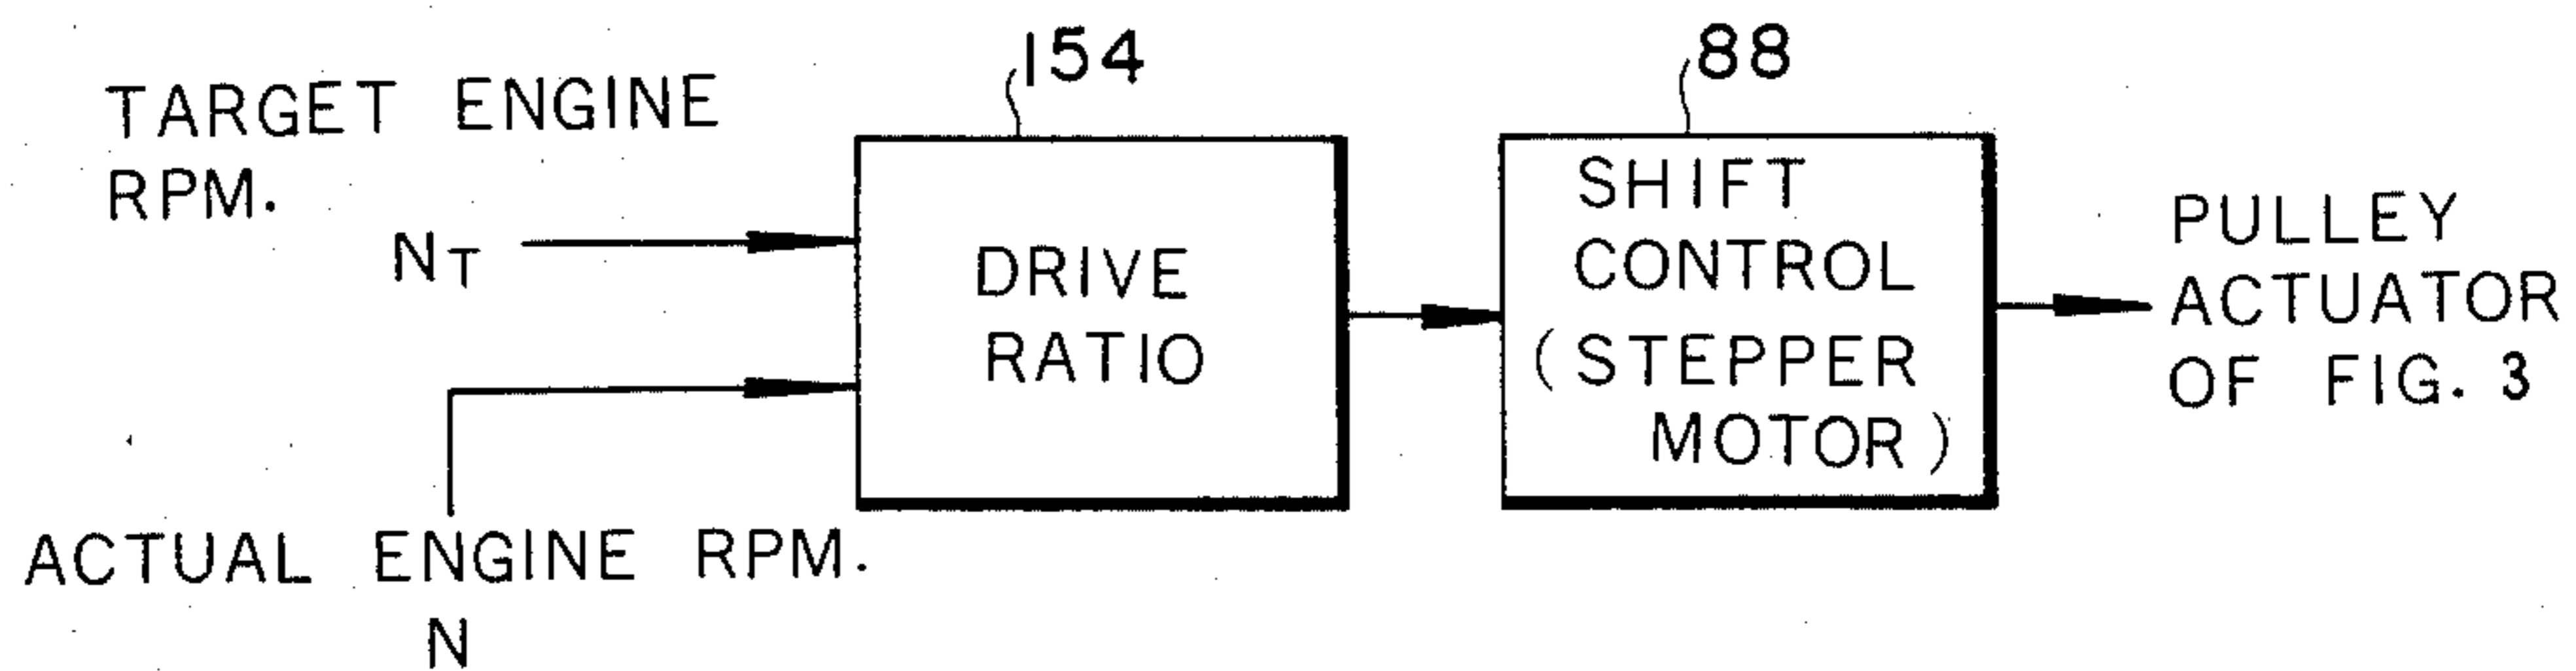 154
88
TARGET ENGINE
RPM.
NT
DRIVE
RATIO
SHIFT
CONTROL
(STEPPER
MOTOR)
PULLEY
ACTUATOR
OF FIG. 3
ACTUAL ENGINE RPM.
N